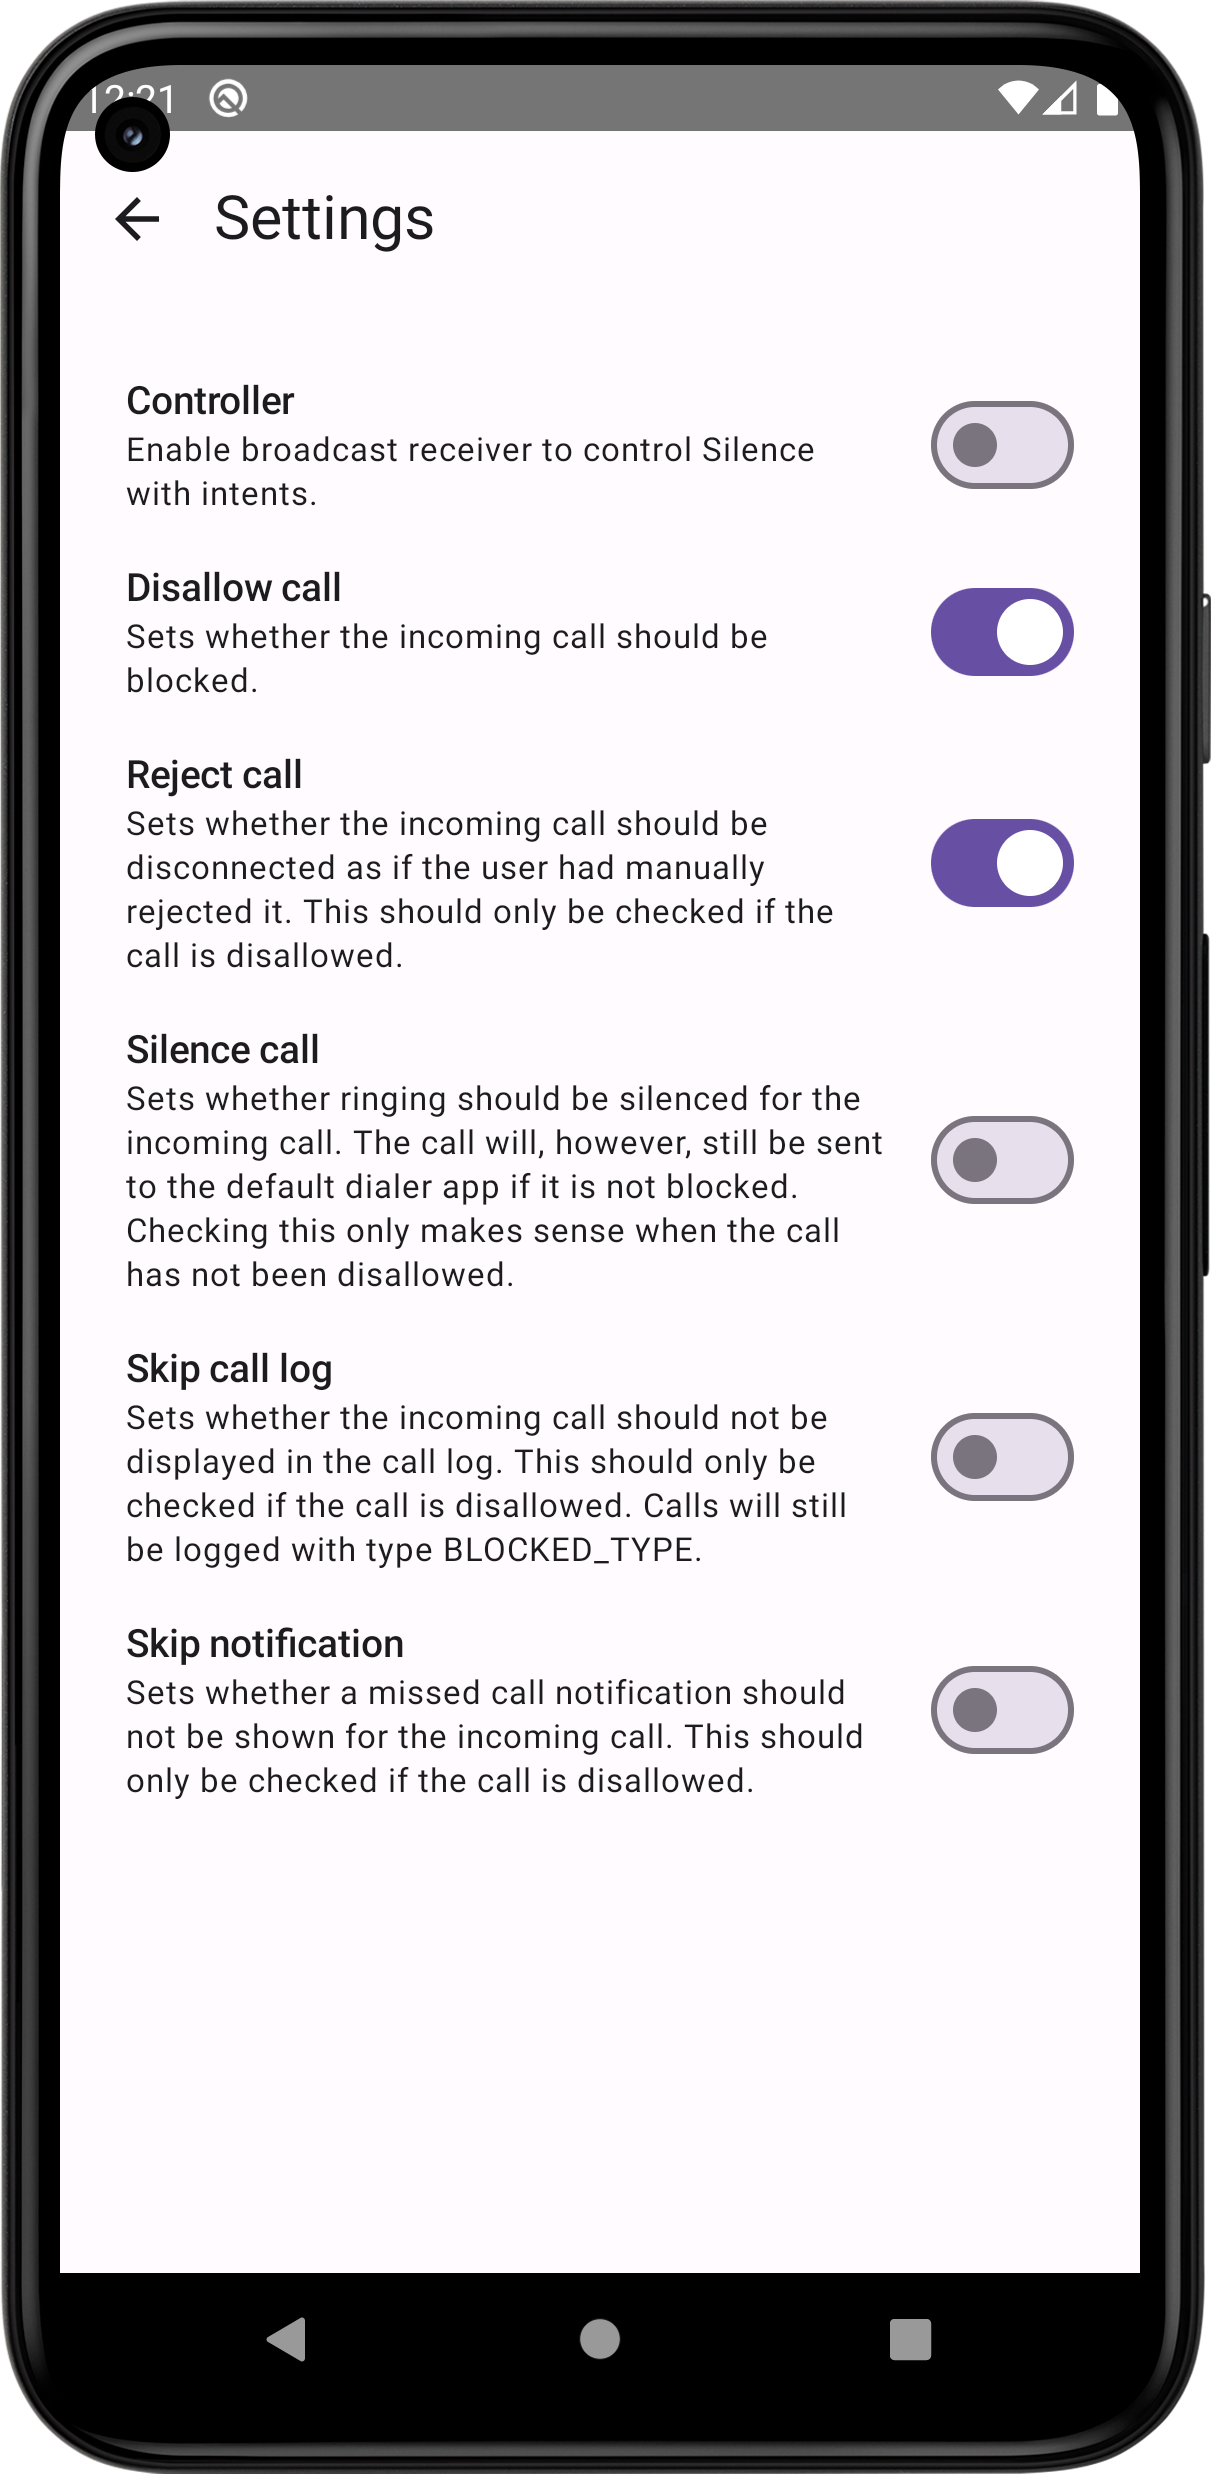 12:21
Settings
Controller
Enable broadcast receiver to control Silence
with intents.
Disallow call
Sets whether the incoming call should be
blocked.
Reject call
Sets whether the incoming call should be
disconnected as if the user had manually
rejected it. This should only be checked if the
call is disallowed.
Silence call
Sets whether ringing should be silenced for the
incoming call. The call will, however, still be sent
to the default dialer app if it is not blocked.
Checking this only makes sense when the call
has not been disallowed.
Skip call log
Sets whether the incoming call should not be
displayed in the call log. This should only be
checked if the call is disallowed. Calls will still
be logged with type BLOCKED_TYPE.
Skip notification
Sets whether a missed call notification should
not be shown for the incoming call. This should
only be checked if the call is disallowed.